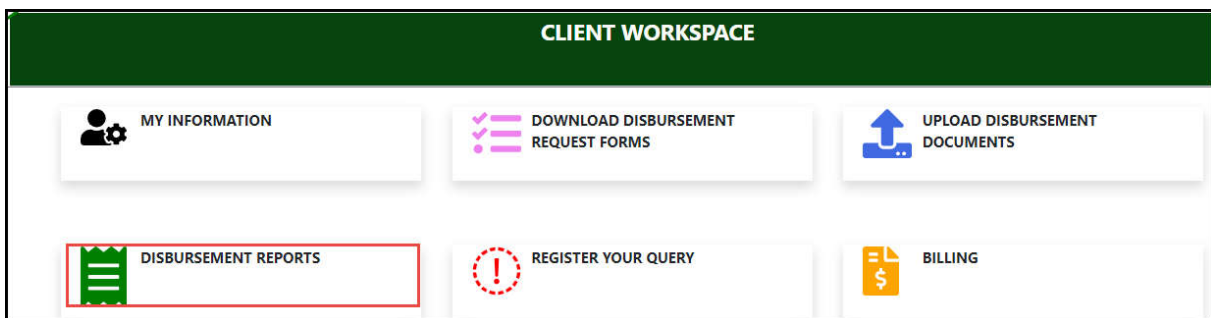 CLIENT WORKSPACE
MY INFORMATION
DOWNLOAD DISBURSEMENT
REQUEST FORMS
UPLOAD DISBURSEMENT
DOCUMENTS
DISBURSEMENT REPORTS
REGISTER YOUR QUERY
BILLING